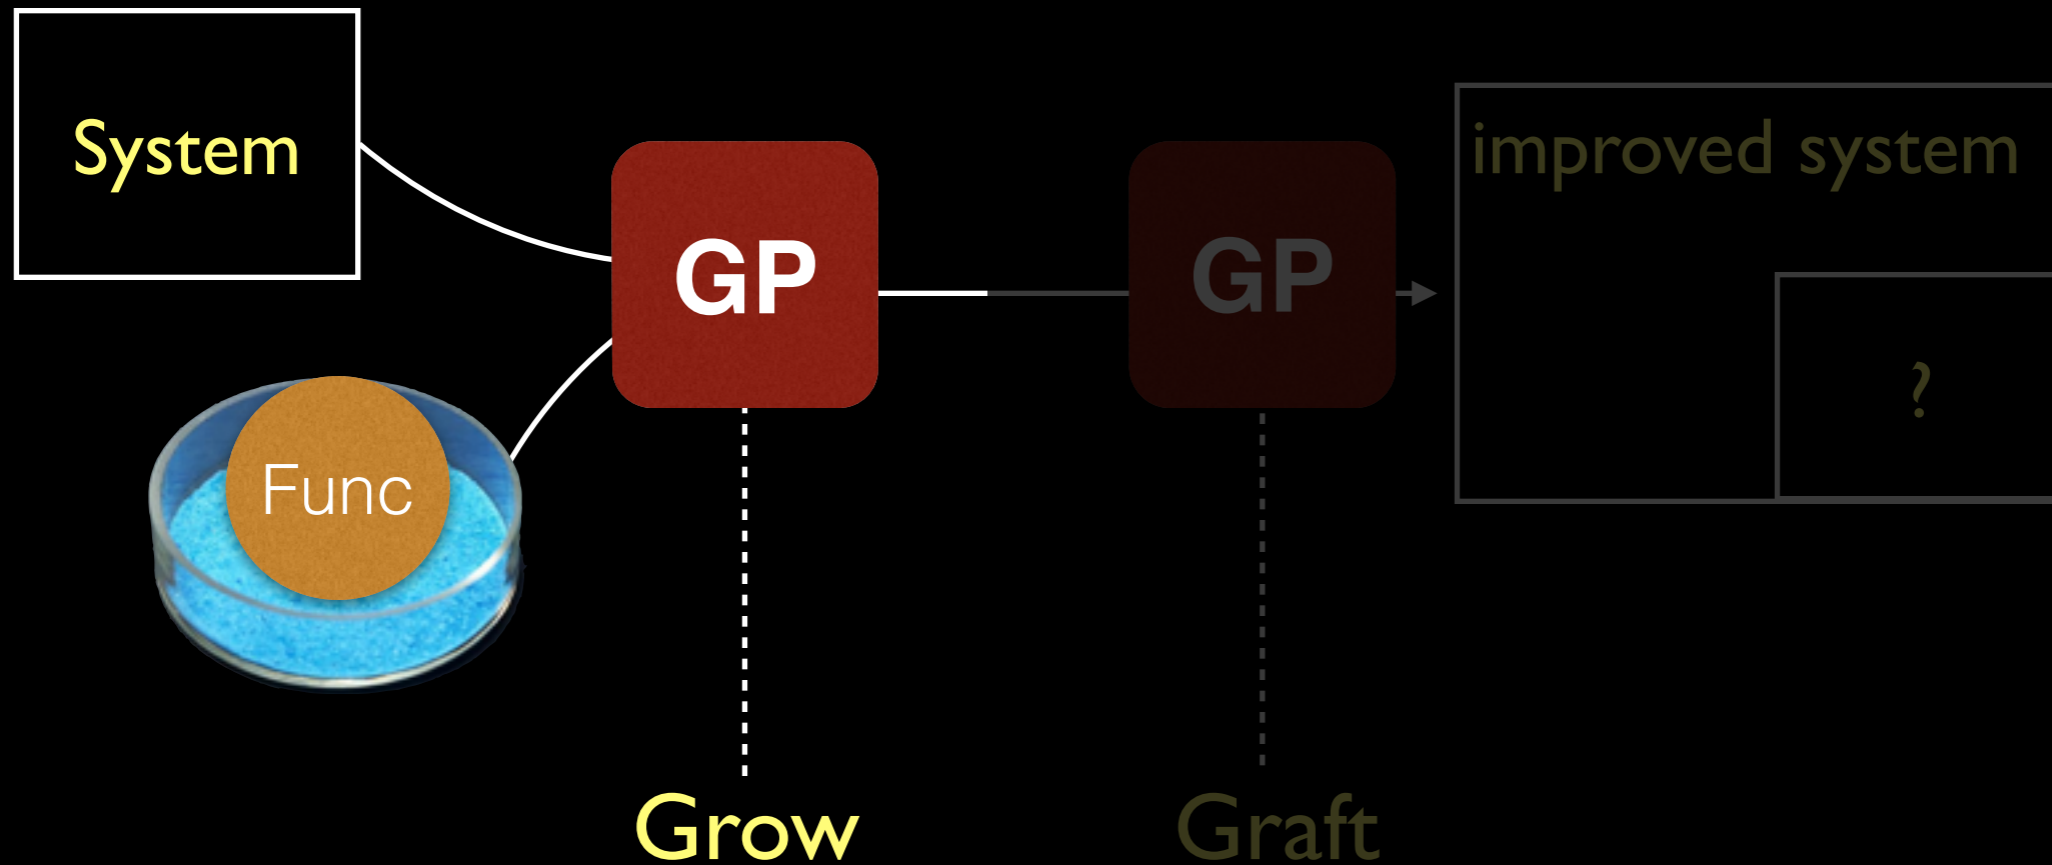 System
improved system
GP
GP
?
Func
Grow
Graft